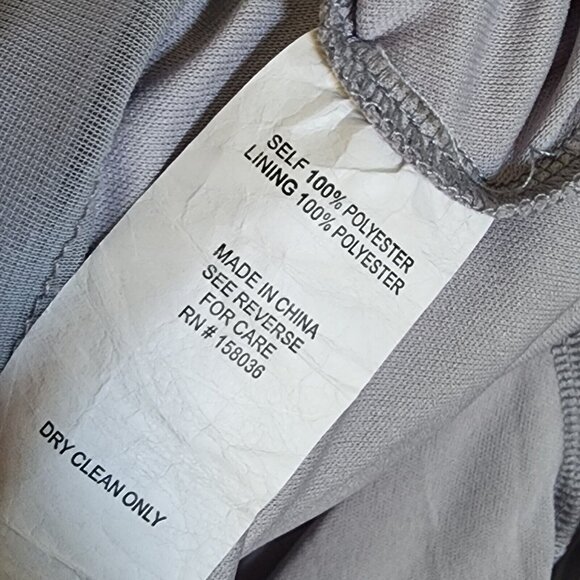 SELF 100% POLYESTER
LINING 100% POLYESTER
MADE IN CHINA
SEE REVERSE
FOR CARE
RN # 158036
DRY CLEAN ONLY